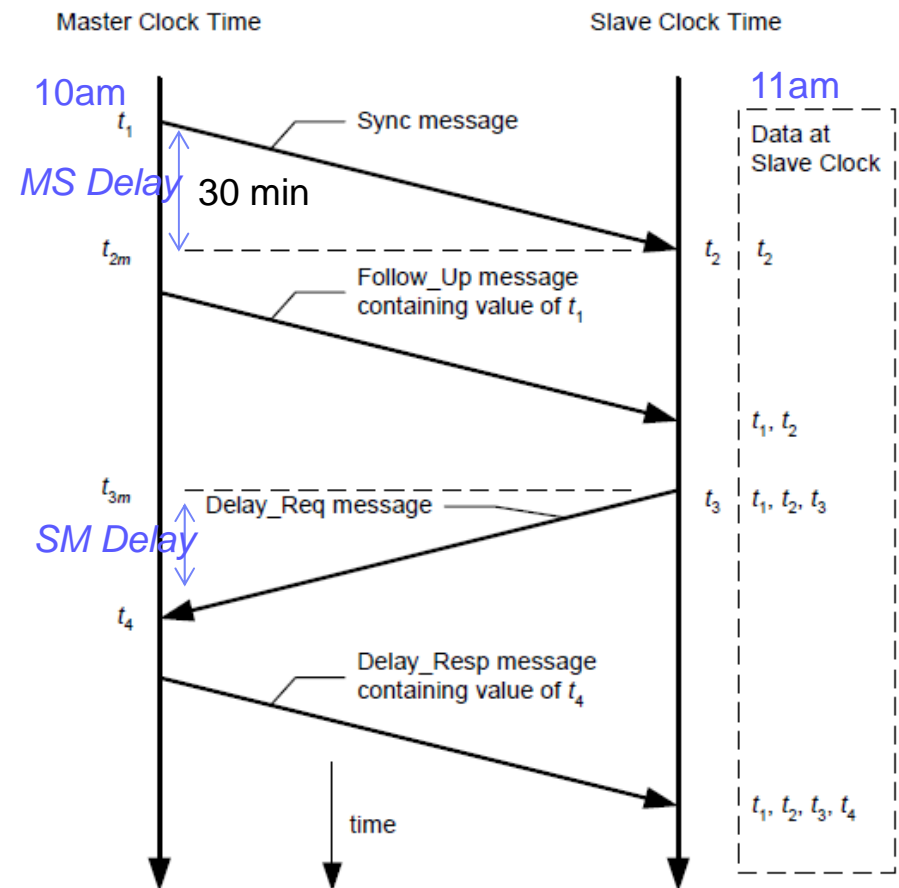 Master Clock Time
Slave Clock Time
10am
11am
t1
Sync message
Data at
Slave Clock
MS Delay
30 min
t2m
t2
t2
Follow_Up message
containing value of t1
t1, t2
t3m
Delay_Req message
t3
t1, t2, t3
SM Delay
t4
Delay_Resp message
containing value of t4
t1, t2, t3, t4
time